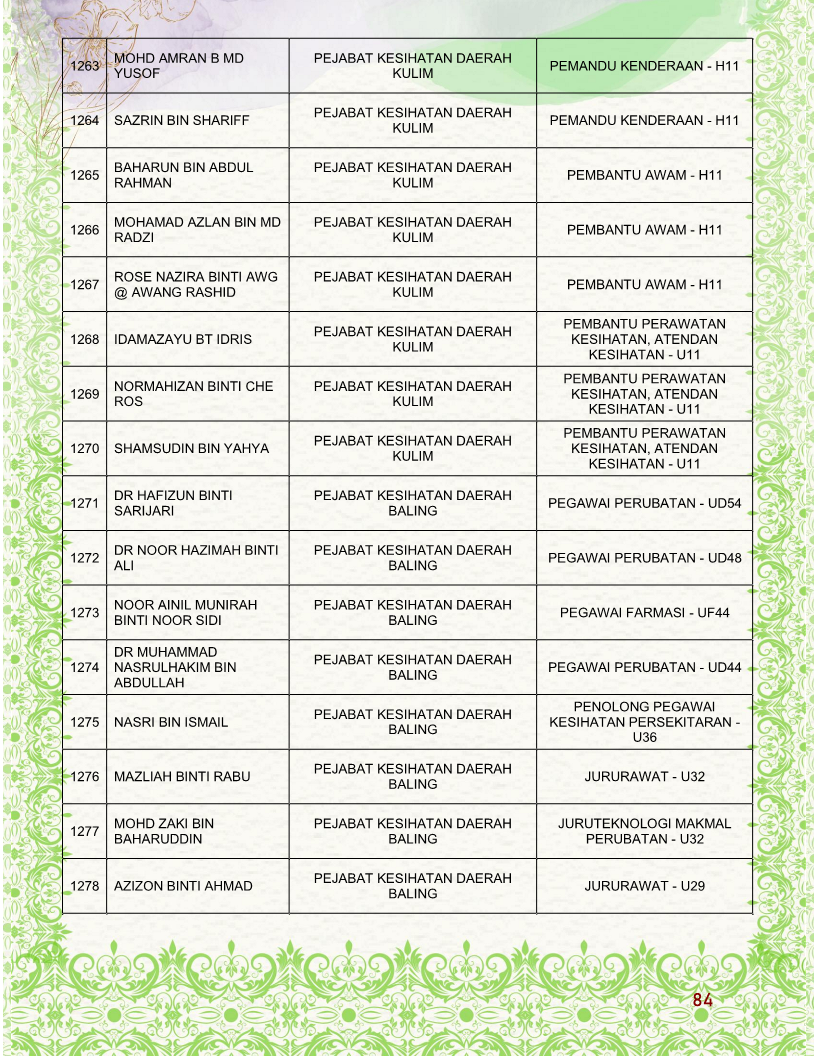 1263
MOHD AMRAN B MD
YUSOF
PEJABAT KESIHATAN DAERAH
KULIM
PEMANDU KENDERAAN - H11
1264
SAZRIN BIN SHARIFF
PEJABAT KESIHATAN DAERAH
KULIM
PEMANDU KENDERAAN - H11
1265
BAHARUN BIN ABDUL
RAHMAN
PEJABAT KESIHATAN DAERAH
KULIM
PEMBANTU AWAM - H11
1266
MOHAMAD AZLAN BIN MD
RADZI
PEJABAT KESIHATAN DAERAH
KULIM
PEMBANTU AWAM - H11
1267
ROSE NAZIRA BINTI AWG
@ AWANG RASHID
PEJABAT KESIHATAN DAERAH
KULIM
PEMBANTU AWAM - H11
1268
IDAMAZAYU BT IDRIS
PEJABAT KESIHATAN DAERAH
KULIM
PEMBANTU PERAWATAN
KESIHATAN, ATENDAN
KESIHATAN - U11
1269
NORMAHIZAN BINTI CHE
ROS
PEJABAT KESIHATAN DAERAH
KULIM
PEMBANTU PERAWATAN
KESIHATAN, ATENDAN
KESIHATAN - U11
1270
SHAMSUDIN BIN YAHYA
PEJABAT KESIHATAN DAERAH
KULIM
PEMBANTU PERAWATAN
KESIHATAN, ATENDAN
KESIHATAN - U11
1271
DR HAFIZUN BINTI
SARIJARI
PEJABAT KESIHATAN DAERAH
BALING
PEGAWAI PERUBATAN - UD54
1272
DR NOOR HAZIMAH BINTI
ALI
PEJABAT KESIHATAN DAERAH
BALING
PEGAWAI PERUBATAN - UD48
1273
NOOR AINIL MUNIRAH
BINTI NOOR SIDI
PEJABAT KESIHATAN DAERAH
BALING
PEGAWAI FARMASI - UF44
1274
DR MUHAMMAD
NASRULHAKIM BIN
ABDULLAH
PEJABAT KESIHATAN DAERAH
BALING
PEGAWAI PERUBATAN - UD44
1275
NASRI BIN ISMAIL
PEJABAT KESIHATAN DAERAH
BALING
PENOLONG PEGAWAI
KESIHATAN PERSEKITARAN -
U36
1276
MAZLIAH BINTI RABU
PEJABAT KESIHATAN DAERAH
BALING
JURURAWAT - U32
1277
MOHD ZAKI BIN
BAHARUDDIN
PEJABAT KESIHATAN DAERAH
BALING
JURUTEKNOLOGI MAKMAL
PERUBATAN - U32
1278
AZIZON BINTI AHMAD
PEJABAT KESIHATAN DAERAH
BALING
JURURAWAT - U29
84